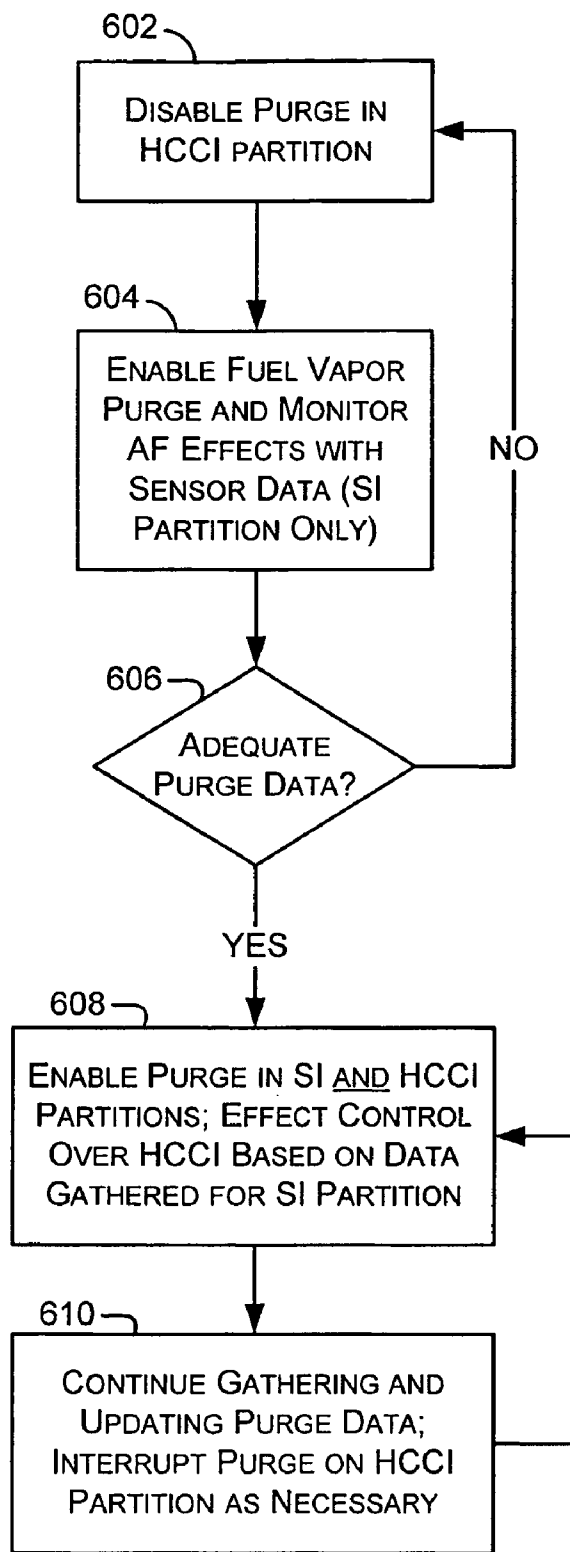 602
DISABLE PURGE IN
HCCI PARTITION
604
ENABLE FUEL VAPOR
PURGE AND MONITOR
AF EFFECTS WITH
SENSOR DATA (SI
PARTITION ONLY)
NO
606
ADEQUATE
PURGE DATA?
YES
608
ENABLE PURGE IN SI AND HCCI
PARTITIONS; EFFECT CONTROL
OVER HCCI BASED ON DATA
GATHERED FOR SI PARTITION
610
CONTINUE GATHERING AND
UPDATING PURGE DATA;
INTERRUPT PURGE ON HCCI
PARTITION AS NECESSARY